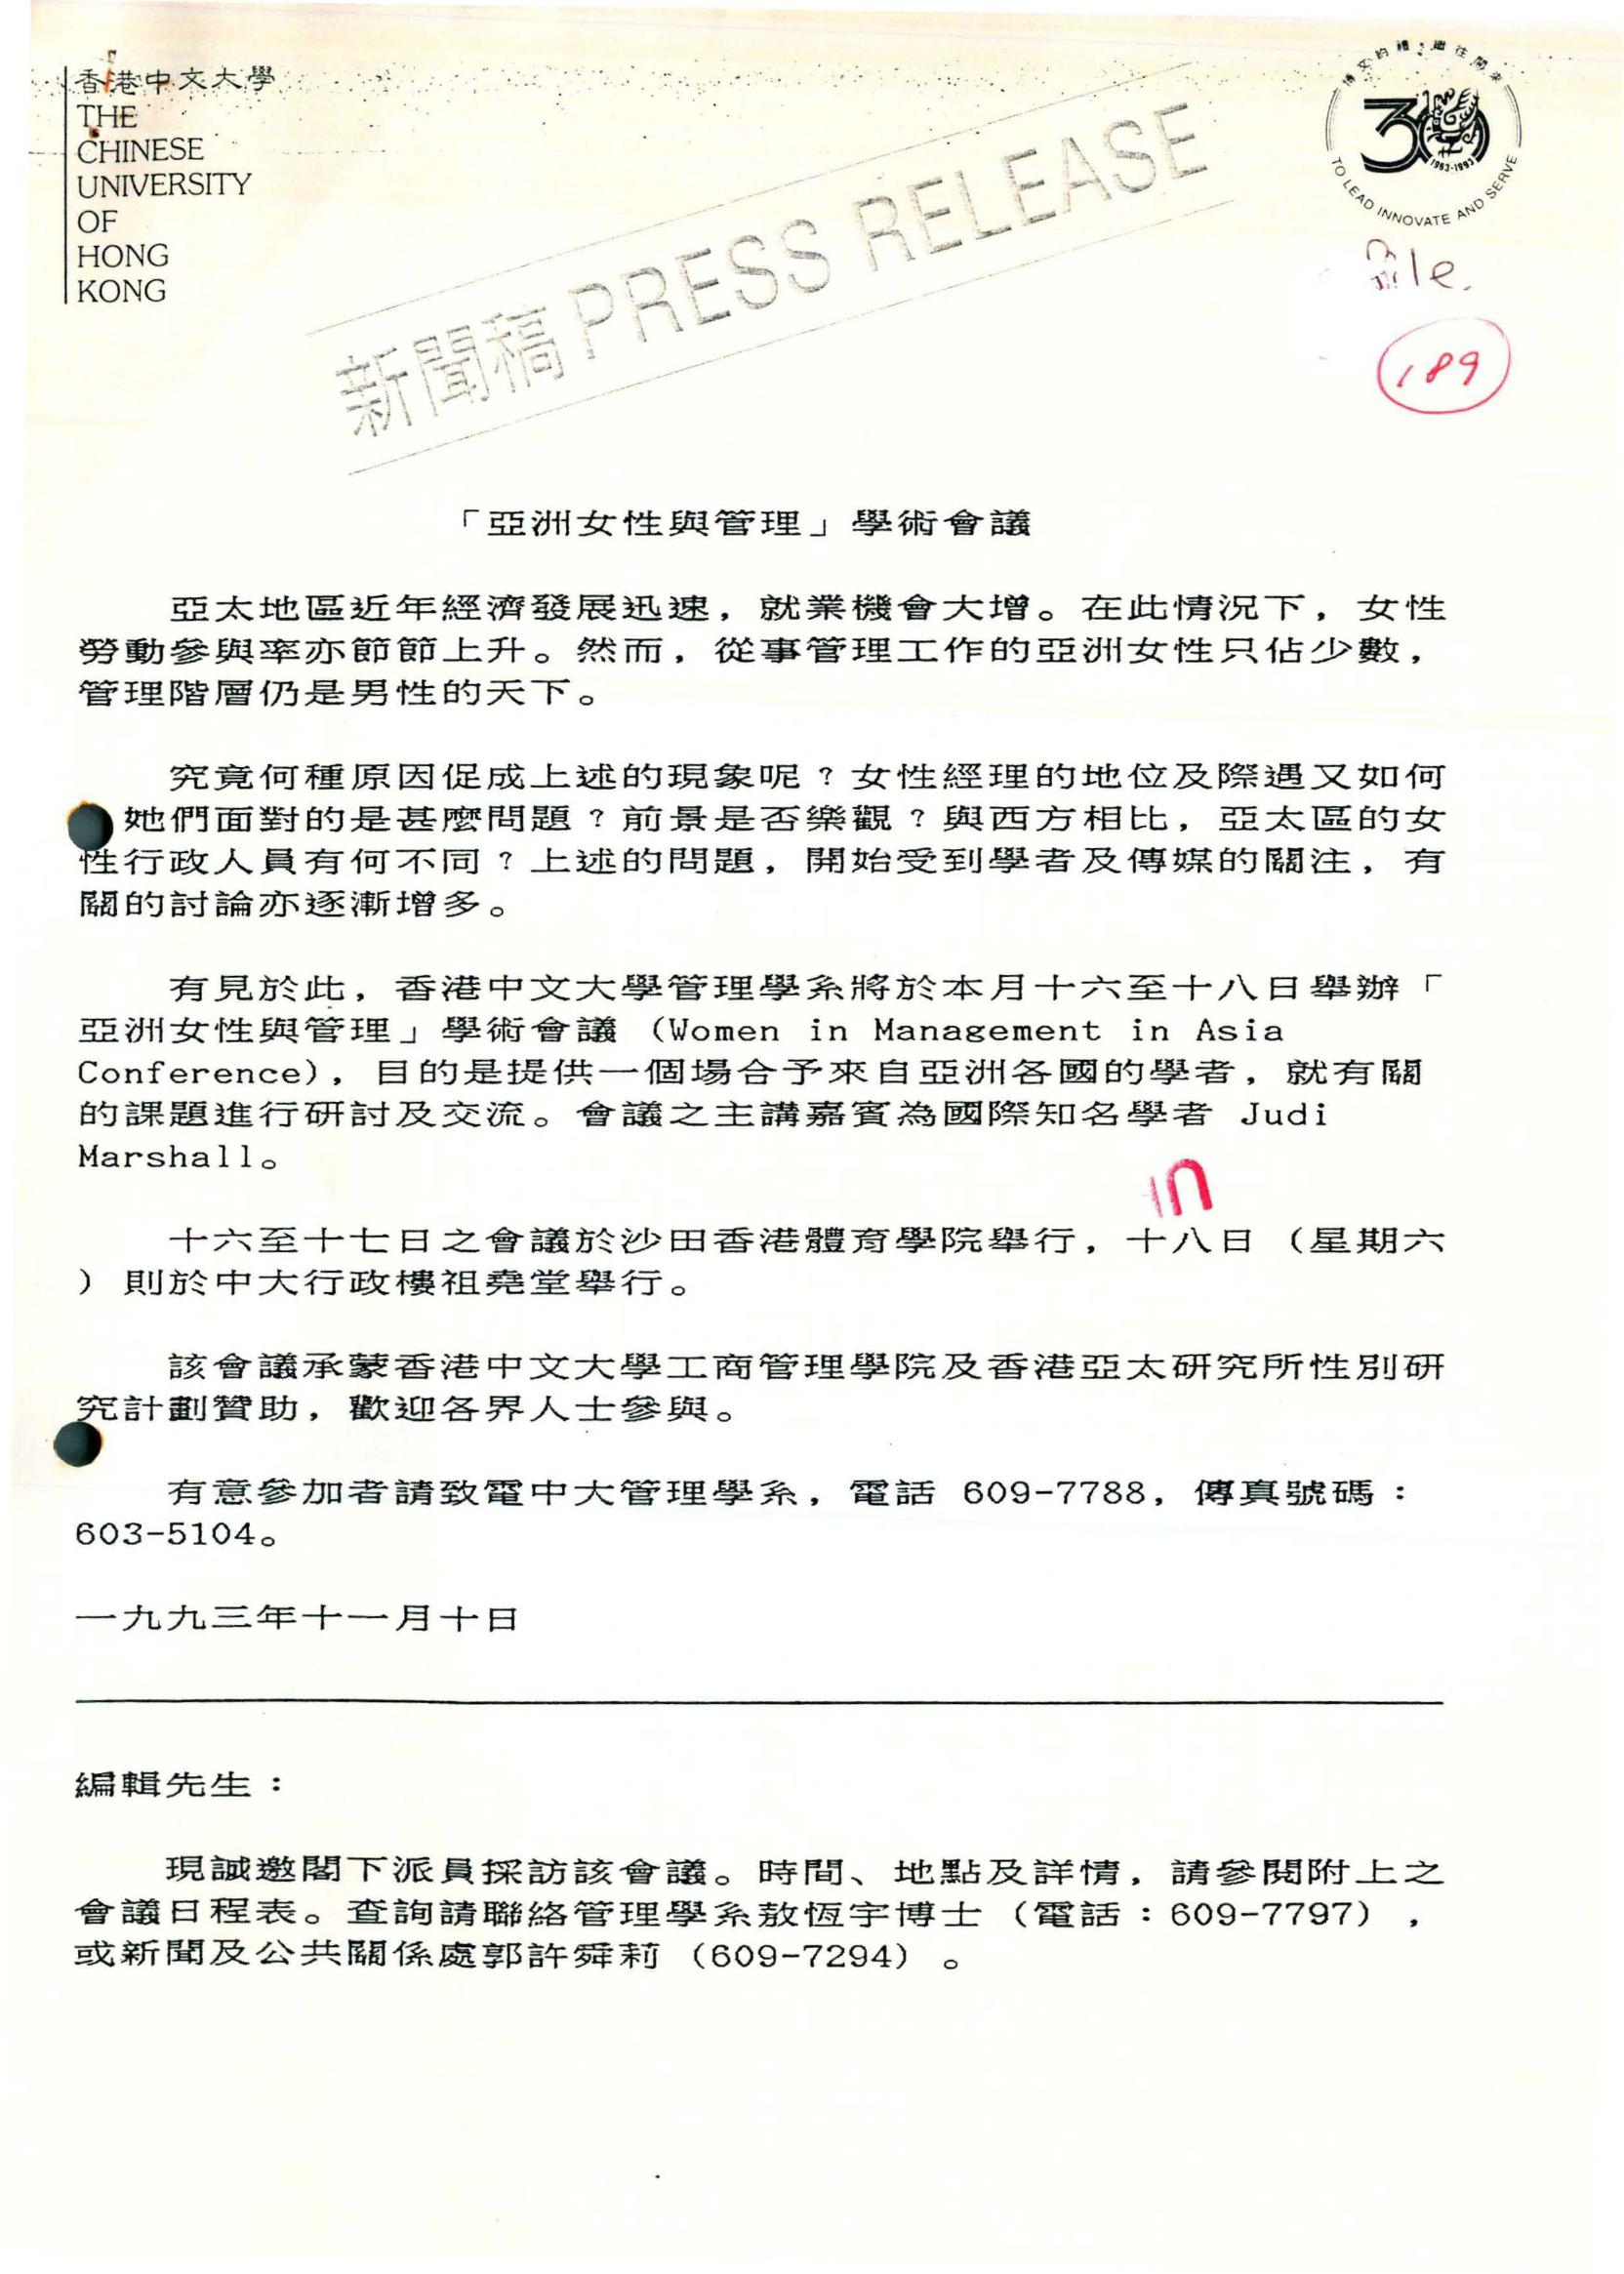 香港中文大學
THE
CHINESE
UNIVERSITY
OF
HONG
KONG
新聞稿 PRESS RELEASE
博文約禮：繼往開來
30
1963-1993
TO LEAD INNOVATE AND SERVE
file.
189
「亞洲女性與管理」學術會議
亞太地區近年經濟發展迅速，就業機會大增。在此情況下，女性
勞動參與率亦節節上升。然而，從事管理工作的亞洲女性只佔少數，
管理階層仍是男性的天下。
究竟何種原因促成上述的現象呢？女性經理的地位及際遇又如何
她們面對的是甚麼問題？前景是否樂觀？與西方相比，亞太區的女
性行政人員有何不同？上述的問題，開始受到學者及傳媒的關注，有
關的討論亦逐漸增多。
有見於此，香港中文大學管理學系將於本月十六至十八日舉辦「
亞洲女性與管理」學術會議（Women in Management in Asia
Conference），目的是提供一個場合予來自亞洲各國的學者，就有關
的課題進行研討及交流。會議之主講嘉賓為國際知名學者 Judi
Marshall。
十六至十七日之會議於沙田香港體育學院舉行，十八日（星期六
）則於中大行政樓祖堯堂舉行。
該會議承蒙香港中文大學工商管理學院及香港亞太研究所性別研
究計劃贊助，歡迎各界人士參與。
有意參加者請致電中大管理學系，電話 609-7788，傳真號碼：
603-5104。
一九九三年十一月十日
編輯先生：
現誠邀閣下派員採訪該會議。時間、地點及詳情，請參閱附上之
會議日程表。查詢請聯絡管理學系敖恆宇博士（電話：609-7797），
或新聞及公共關係處郭許舜莉（609-7294）。